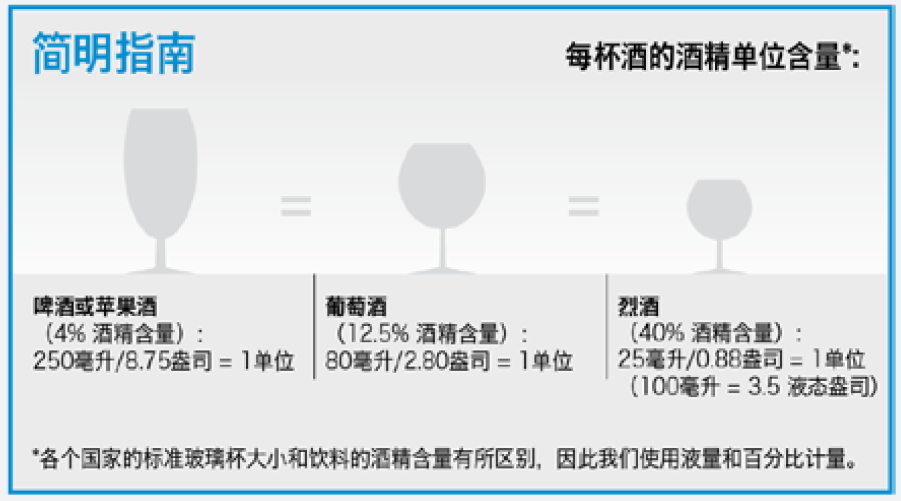 简明指南
每杯酒的酒精单位含量*:
=
=
啤酒或苹果酒
（4% 酒精含量）:
250毫升/8.75盎司 = 1单位
葡萄酒
（12.5% 酒精含量）:
80毫升/2.80盎司 = 1单位
烈酒
（40% 酒精含量）:
25毫升/0.88盎司 = 1单位
（100毫升 = 3.5 液态盎司）
*各个国家的标准玻璃杯大小和饮料的酒精含量有所区别，因此我们使用液量和百分比计量。